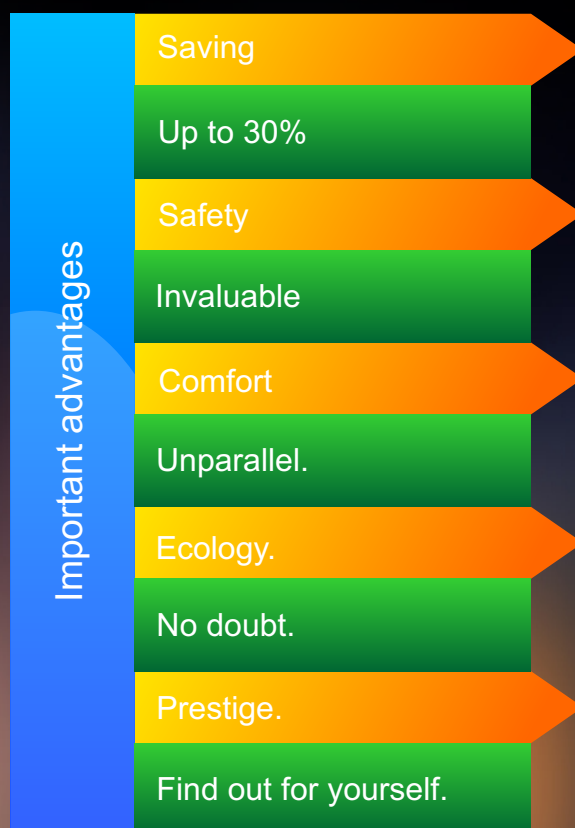 Important advantages
Saving
Up to 30%
Safety
Invaluable
Comfort
Unparallel.
Ecology.
No doubt.
Prestige.
Find out for yourself.